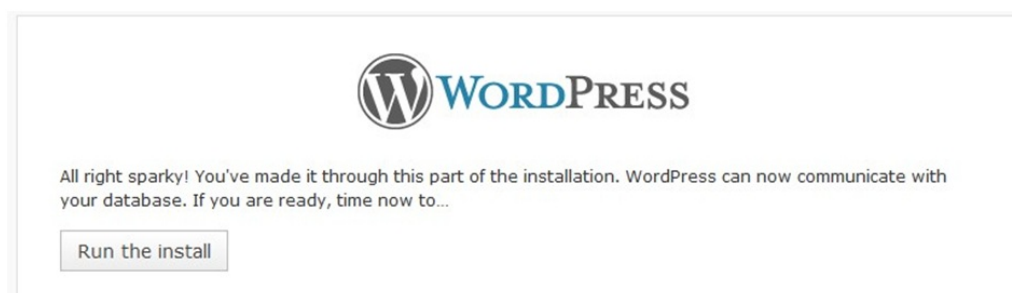 WORDPRESS
All right sparky! You've made it through this part of the installation. WordPress can now communicate with
your database. If you are ready, time now to…
Run the install